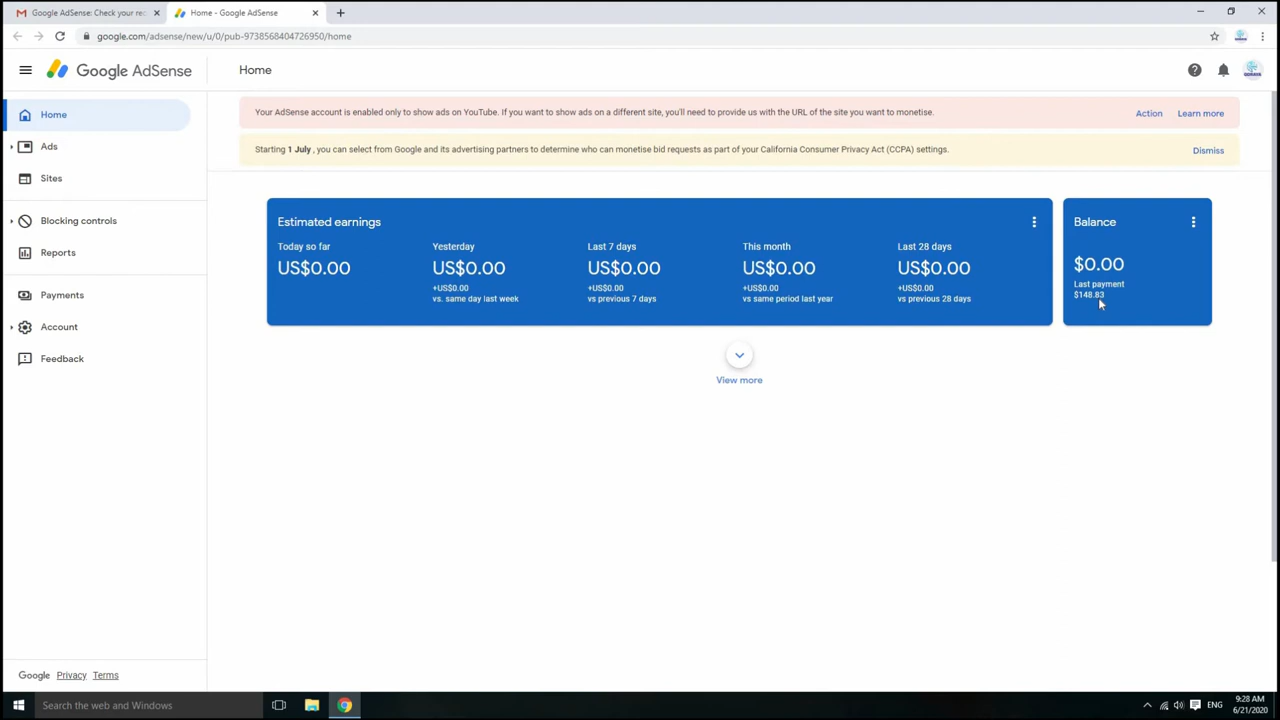 Google AdSense: Check your rec
Home - Google AdSense
google.com/adsense/new/u/0/pub-9738568404726950/home
Google AdSense
Home
Home
Ads
Sites
Blocking controls
Reports
Payments
Account
Feedback
Your AdSense account is enabled only to show ads on YouTube. If you want to show ads on a different site, you'll need to provide us with the URL of the site you want to monetise.
Action
Learn more
Starting 1 July , you can select from Google and its advertising partners to determine who can monetise bid requests as part of your California Consumer Privacy Act (CCPA) settings.
Dismiss
Estimated earnings
Today so far
US$0.00
Yesterday
US$0.00
+US$0.00
vs. same day last week
Last 7 days
US$0.00
+US$0.00
vs previous 7 days
This month
US$0.00
+US$0.00
vs same period last year
Last 28 days
US$0.00
+US$0.00
vs previous 28 days
Balance
$0.00
Last payment
$148.83
View more
Google Privacy Terms
Search the web and Windows
ENG
9:28 AM
6/21/2020